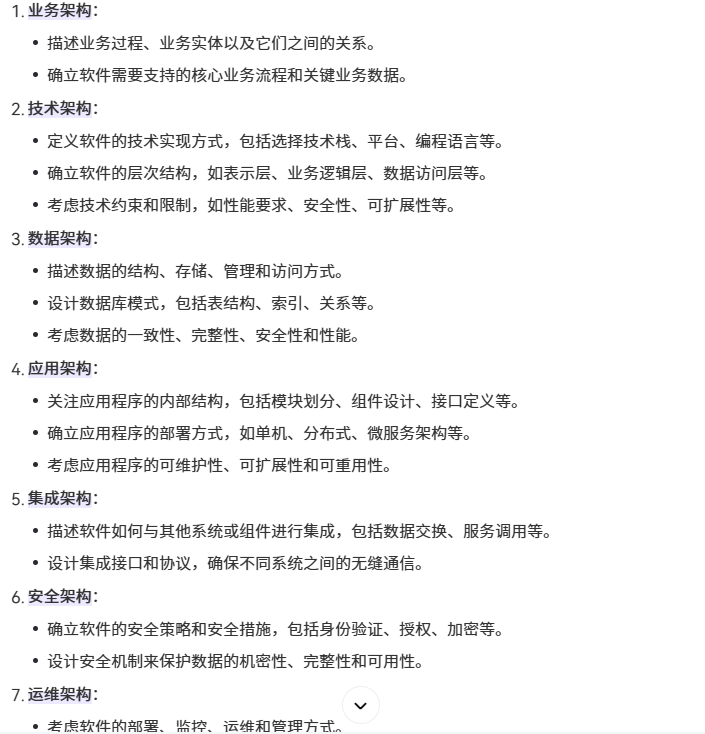 1. 业务架构：
• 描述业务过程、业务实体以及它们之间的关系。
• 确立软件需要支持的核心业务流程和关键业务数据。
2. 技术架构：
• 定义软件的技术实现方式，包括选择技术栈、平台、编程语言等。
• 确立软件的层次结构，如表示层、业务逻辑层、数据访问层等。
• 考虑技术约束和限制，如性能要求、安全性、可扩展性等。
3. 数据架构：
• 描述数据的结构、存储、管理和访问方式。
• 设计数据库模式，包括表结构、索引、关系等。
• 考虑数据的一致性、完整性、安全性和性能。
4. 应用架构：
• 关注应用程序的内部结构，包括模块划分、组件设计、接口定义等。
• 确立应用程序的部署方式，如单机、分布式、微服务架构等。
• 考虑应用程序的可维护性、可扩展性和可重用性。
5. 集成架构：
• 描述软件如何与其他系统或组件进行集成，包括数据交换、服务调用等。
• 设计集成接口和协议，确保不同系统之间的无缝通信。
6. 安全架构：
• 确立软件的安全策略和安全措施，包括身份验证、授权、加密等。
• 设计安全机制来保护数据的机密性、完整性和可用性。
7. 运维架构：
• 考虑软件的部署、监控、运维和管理方式。